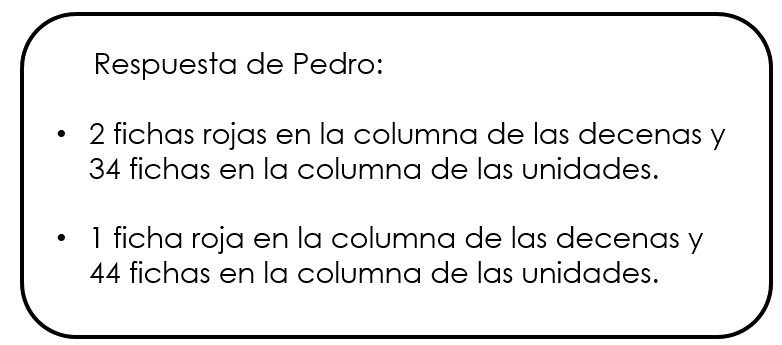 Respuesta de Pedro:
• 2 fichas rojas en la columna de las decenas y
34 fichas en la columna de las unidades.
• 1 ficha roja en la columna de las decenas y
44 fichas en la columna de las unidades.